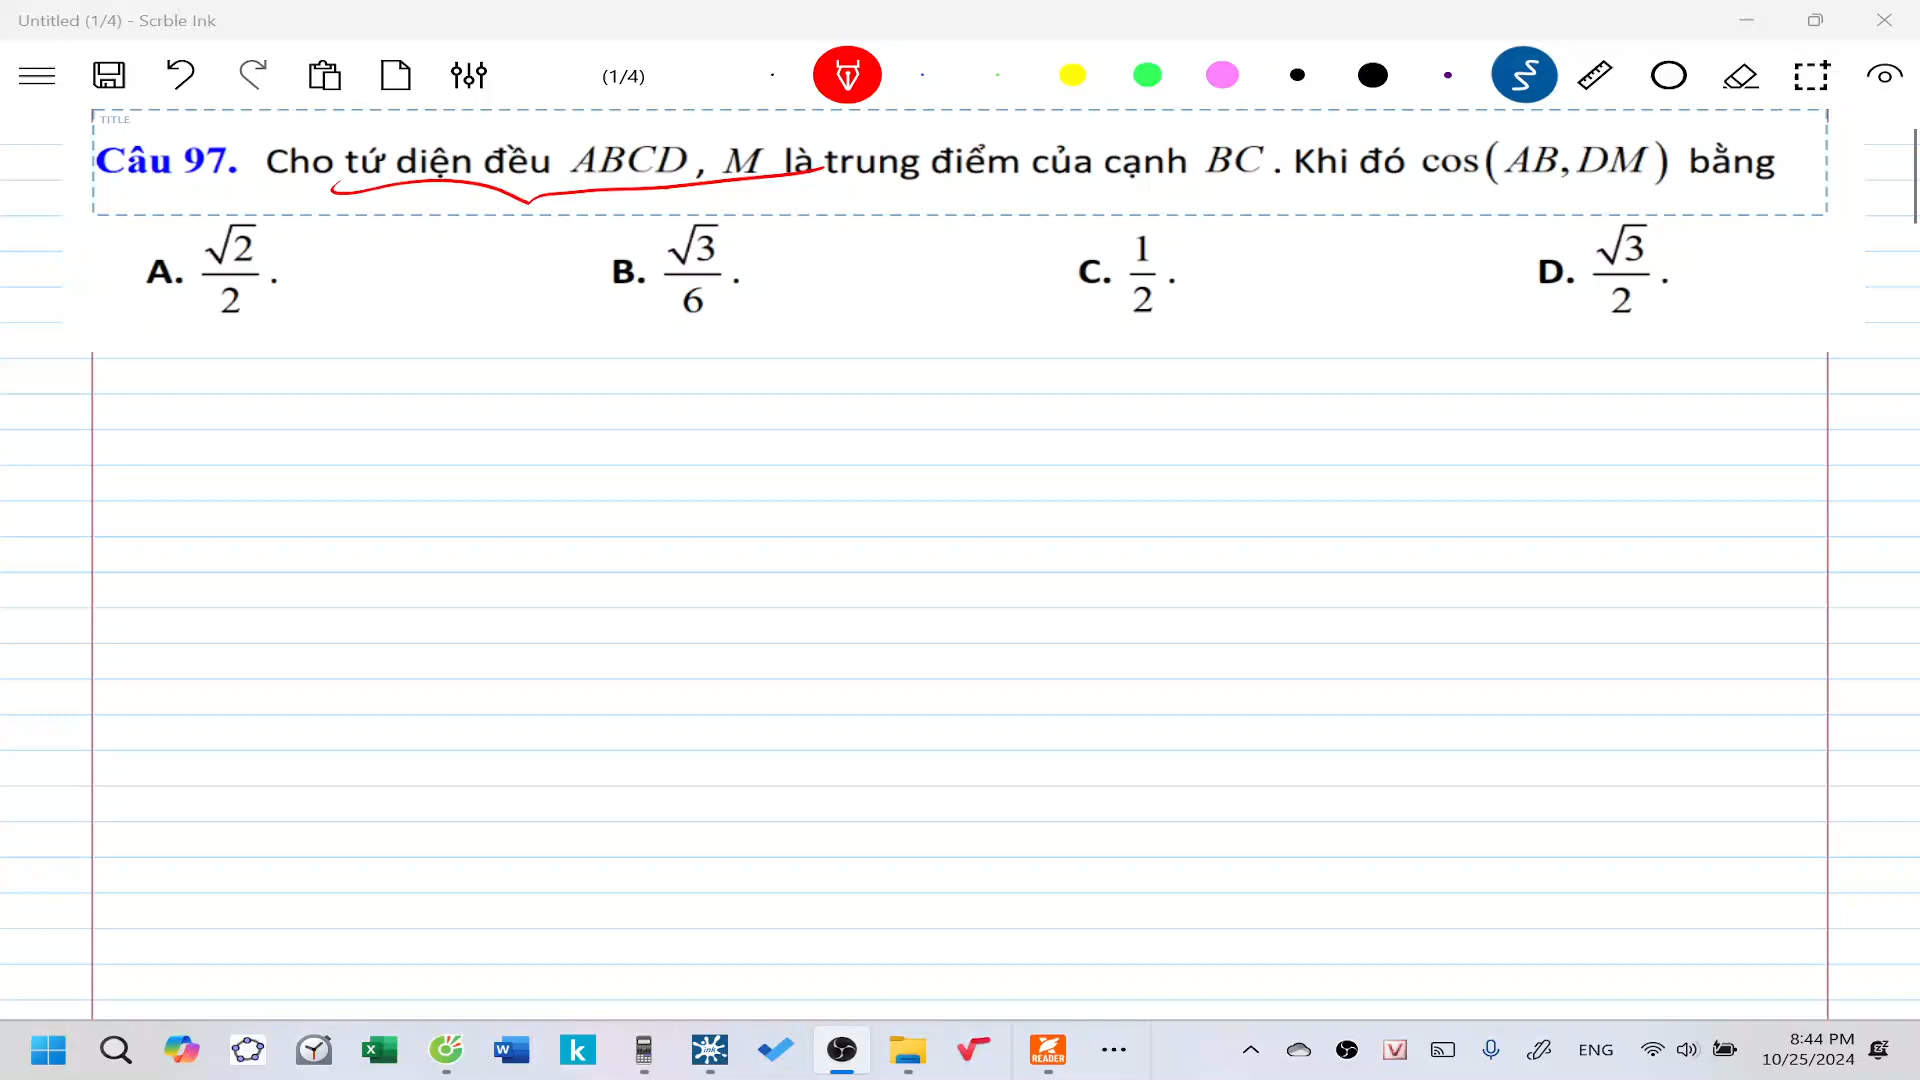 Untitled (1/4) - Scrble Ink
(1/4)
TITLE
Câu 97. Cho tứ diện đều ABCD, M là trung điểm của cạnh BC. Khi đó cos(AB, DM) bằng
A. √2/2. B. √3/6. C. 1/2. D. √3/2.
READER
ENG
8:44 PM
10/25/2024